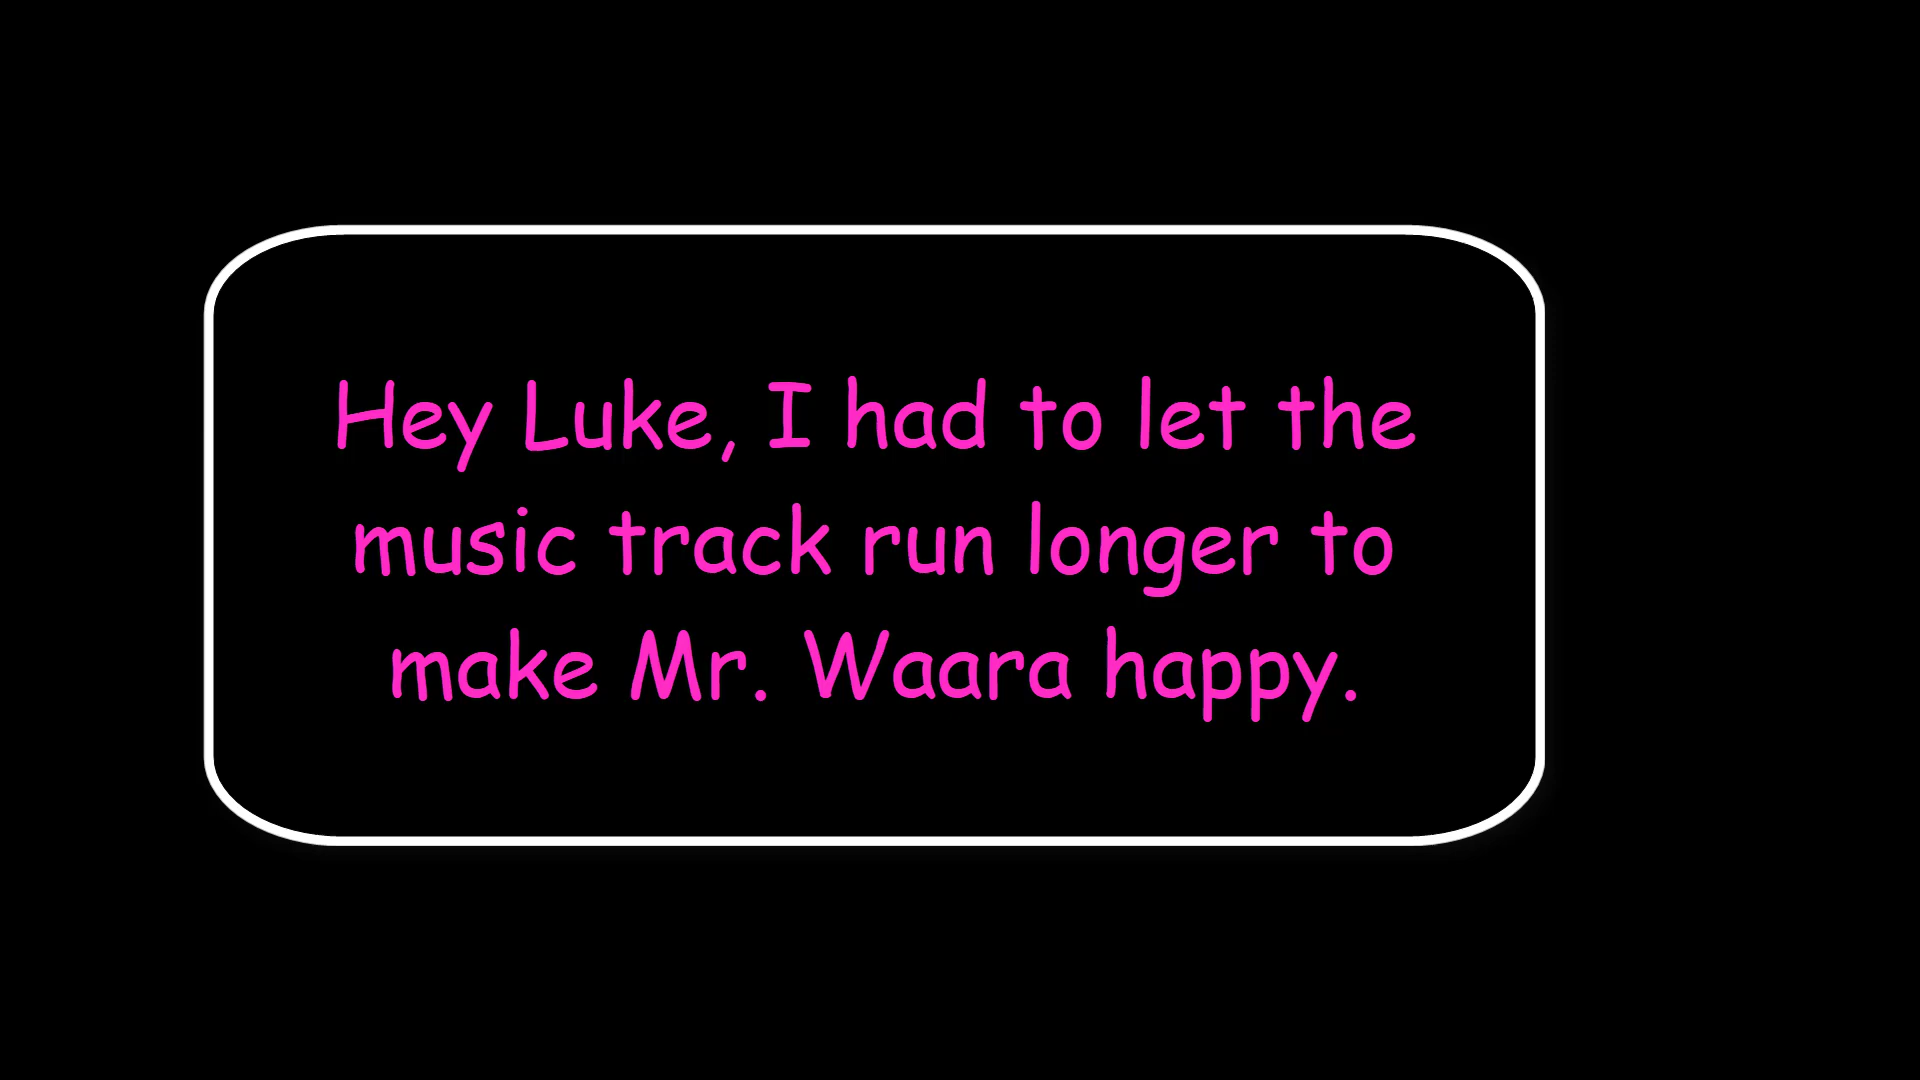 Hey Luke, I had to let the
music track run longer to
make Mr. Waara happy.